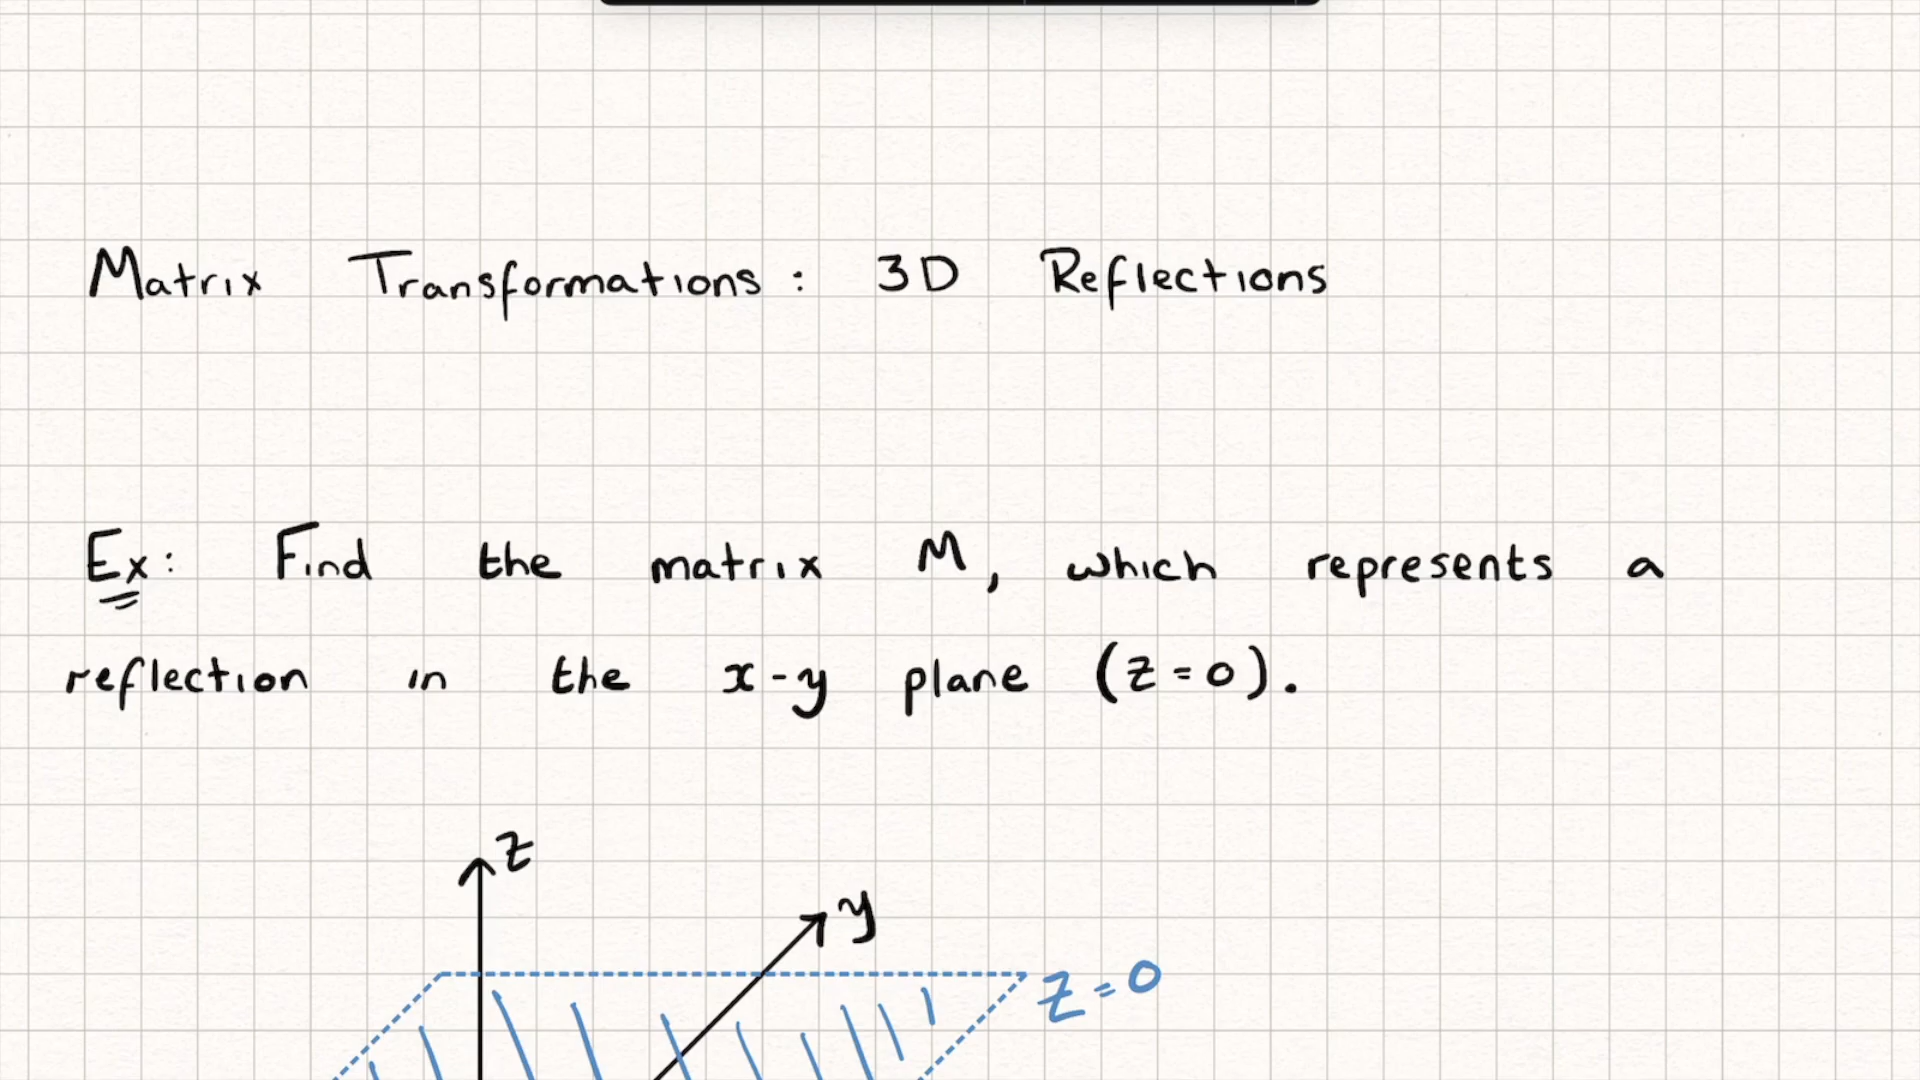 Matrix Transformations: 3D Reflections
Ex: Find the matrix M, which represents a
reflection in the x-y plane (z=0).
z
y
z=0